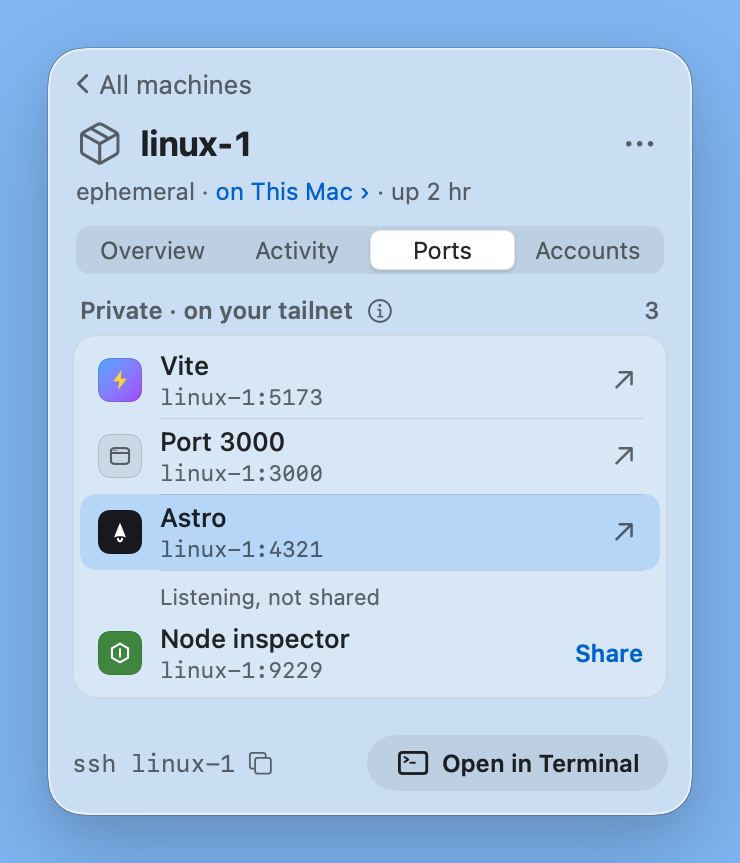 All machines
linux-1
ephemeral · on This Mac › · up 2 hr
Overview Activity Ports Accounts
Private · on your tailnet 3
Vite
linux-1:5173
Port 3000
linux-1:3000
Astro
linux-1:4321
Listening, not shared
Node inspector
linux-1:9229
Share
ssh linux-1
Open in Terminal